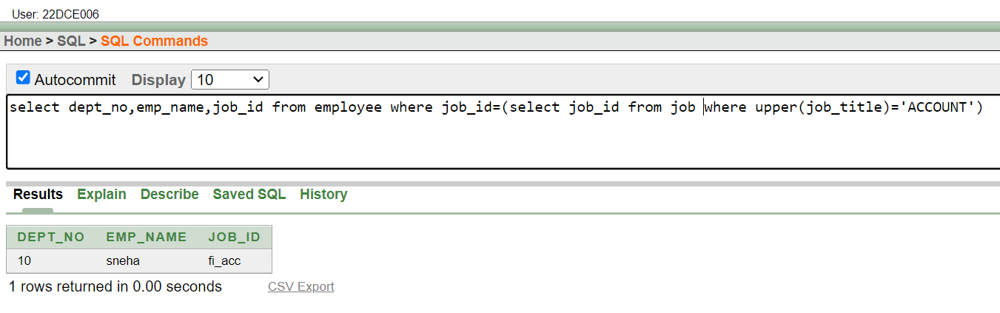 User: 22DCE006
Home > SQL > SQL Commands
Autocommit Display 10
select dept_no,emp_name,job_id from employee where job_id=(select job_id from job where upper(job_title)='ACCOUNT')
Results Explain Describe Saved SQL History
DEPT_NO EMP_NAME JOB_ID
10 sneha fi_acc
1 rows returned in 0.00 seconds CSV Export